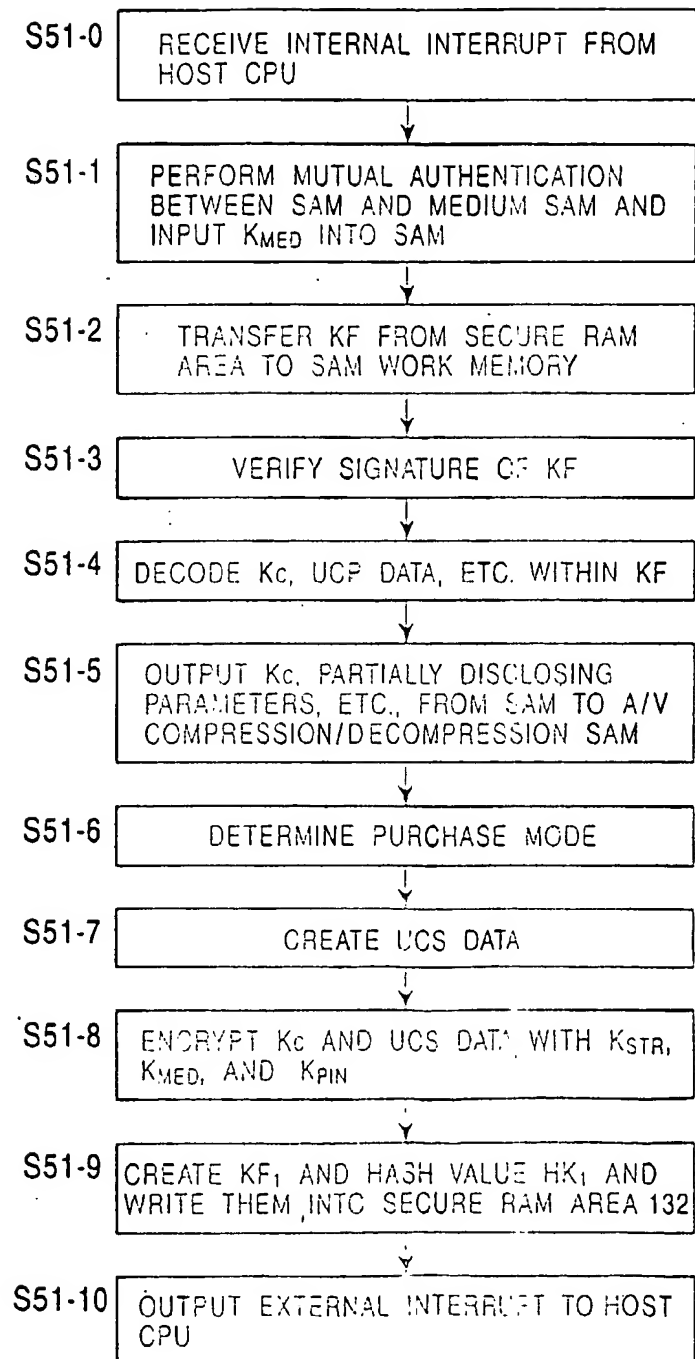 S51-0
RECEIVE INTERNAL INTERRUPT FROM
HOST CPU
S51-1
PERFORM MUTUAL AUTHENTICATION
BETWEEN SAM AND MEDIUM SAM AND
INPUT KMED INTO SAM
S51-2
TRANSFER KF FROM SECURE RAM
AREA TO SAM WORK MEMORY
S51-3
VERIFY SIGNATURE OF KF
S51-4
DECODE Kc, UCP DATA, ETC. WITHIN KF
S51-5
OUTPUT Kc, PARTIALLY DISCLOSING
PARAMETERS, ETC., FROM SAM TO A/V
COMPRESSION/DECOMPRESSION SAM
S51-6
DETERMINE PURCHASE MODE
S51-7
CREATE UCS DATA
S51-8
ENCRYPT Kc AND UCS DATA WITH KSTR,
KMED, AND KPIN
S51-9
CREATE KF1 AND HASH VALUE HK1 AND
WRITE THEM INTO SECURE RAM AREA 132
S51-10
OUTPUT EXTERNAL INTERRUPT TO HOST
CPU